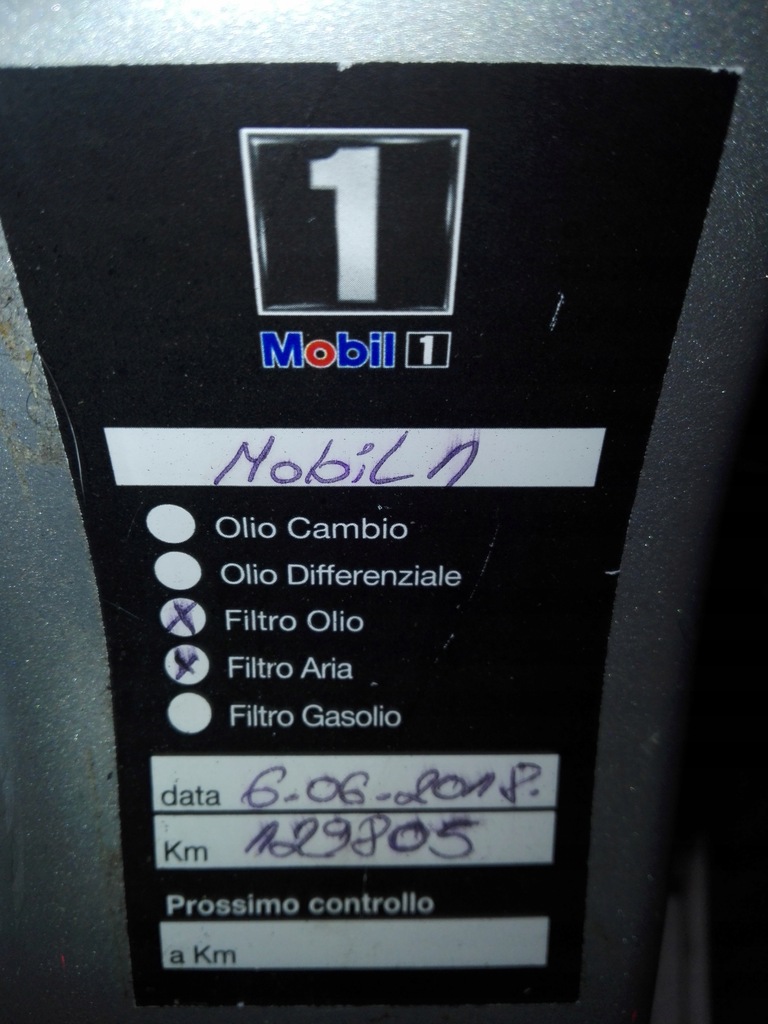 1
Mobil 1
Mobil 1
Olio Cambio
Olio Differenziale
X Filtro Olio
X Filtro Aria
Filtro Gasolio
data 6-06-2018.
Km 129805
Prossimo controllo
a Km